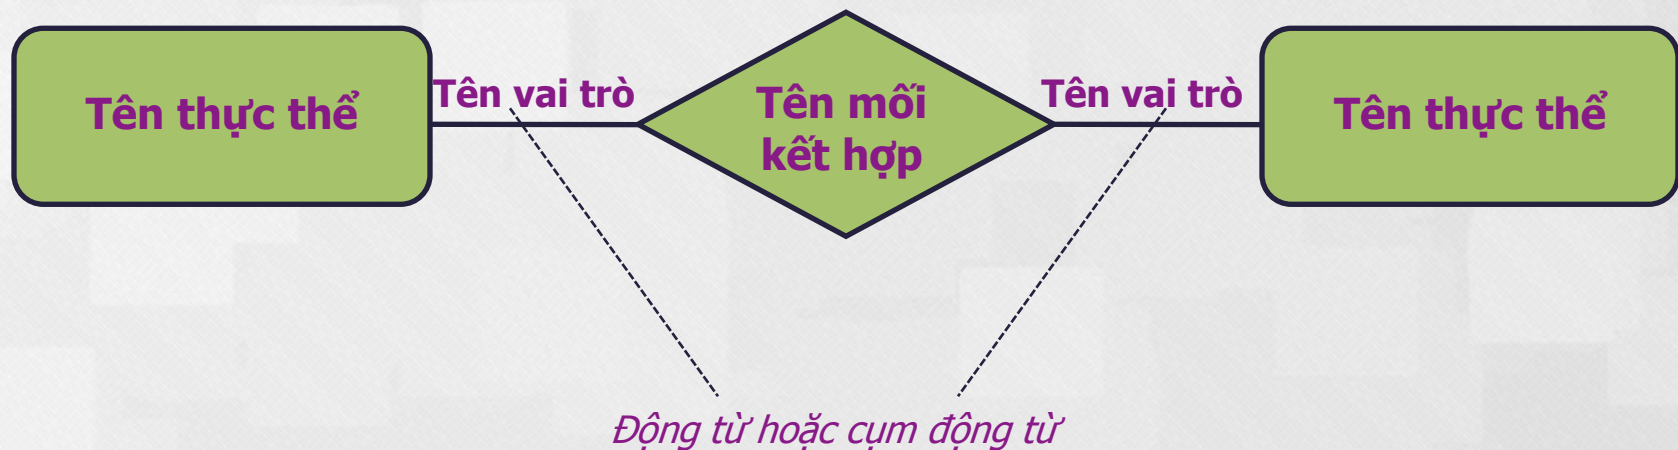 Tên thực thể
Tên vai trò
Tên mối
kết hợp
Tên vai trò
Tên thực thể
Động từ hoặc cụm động từ